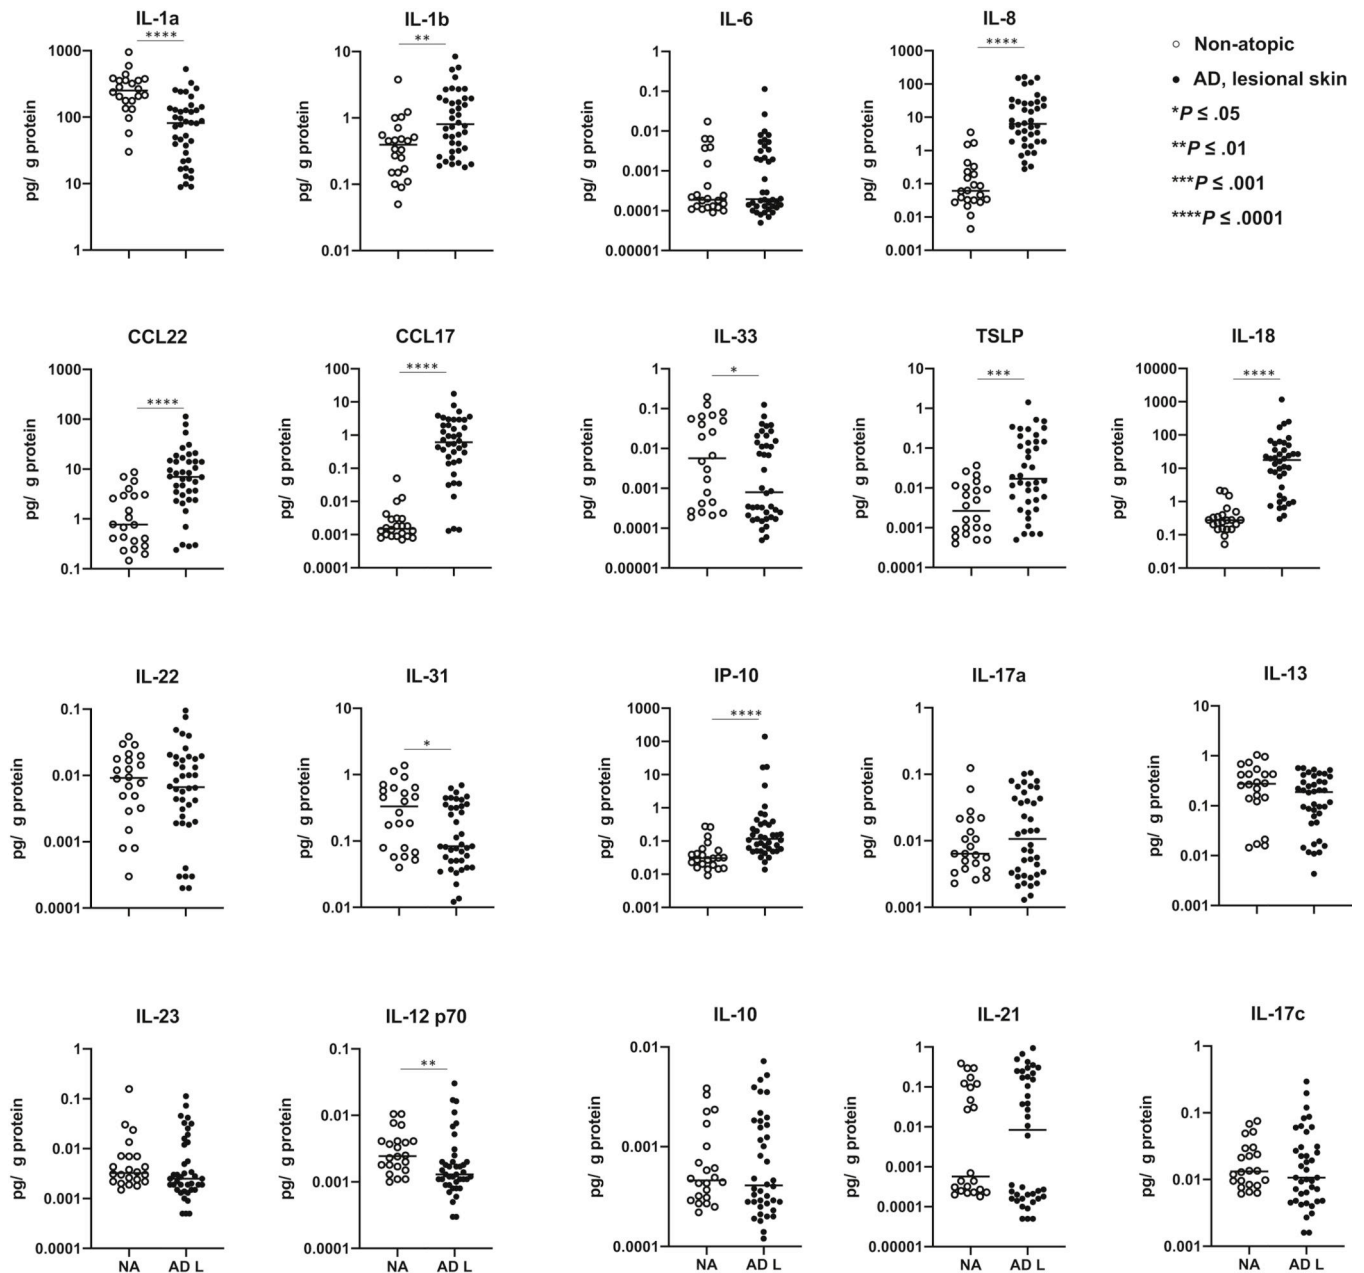 IL-1a
IL-1b
IL-6
IL-8
****
**
****
pg/ g protein
1000
100
10
1
pg/ g protein
10
1
0.1
0.01
pg/ g protein
1
0.1
0.01
0.001
0.0001
0.00001
pg/ g protein
1000
100
10
1
0.1
0.01
0.001
Non-atopic
AD, lesional skin
*P ≤ .05
**P ≤ .01
***P ≤ .001
****P ≤ .0001
CCL22
CCL17
IL-33
TSLP
IL-18
****
****
*
***
****
pg/ g protein
1000
100
10
1
0.1
pg/ g protein
100
10
1
0.1
0.01
0.001
0.0001
pg/ g protein
1
0.1
0.01
0.001
0.0001
0.00001
pg/ g protein
10
1
0.1
0.01
0.001
0.0001
pg/ g protein
10000
1000
100
10
1
0.1
0.01
IL-22
IL-31
IP-10
IL-17a
IL-13
*
****
pg/ g protein
0.1
0.01
0.001
0.0001
pg/ g protein
10
1
0.1
0.01
pg/ g protein
1000
100
10
1
0.1
0.01
0.001
pg/ g protein
1
0.1
0.01
0.001
pg/ g protein
10
1
0.1
0.01
0.001
IL-23
IL-12 p70
IL-10
IL-21
IL-17c
**
pg/ g protein
1
0.1
0.01
0.001
0.0001
NA AD L
pg/ g protein
0.1
0.01
0.001
0.0001
NA AD L
pg/ g protein
0.01
0.001
0.0001
NA AD L
pg/ g protein
1
0.1
0.01
0.001
0.0001
0.00001
NA AD L
pg/ g protein
1
0.1
0.01
0.001
NA AD L